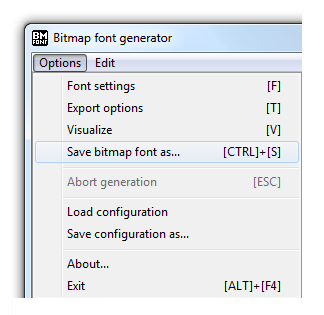 BM
FONT
Bitmap font generator
Options Edit
Font settings [F]
Export options [T]
Visualize [V]
Save bitmap font as... [CTRL]+[S]
Abort generation [ESC]
Load configuration
Save configuration as...
About...
Exit [ALT]+[F4]